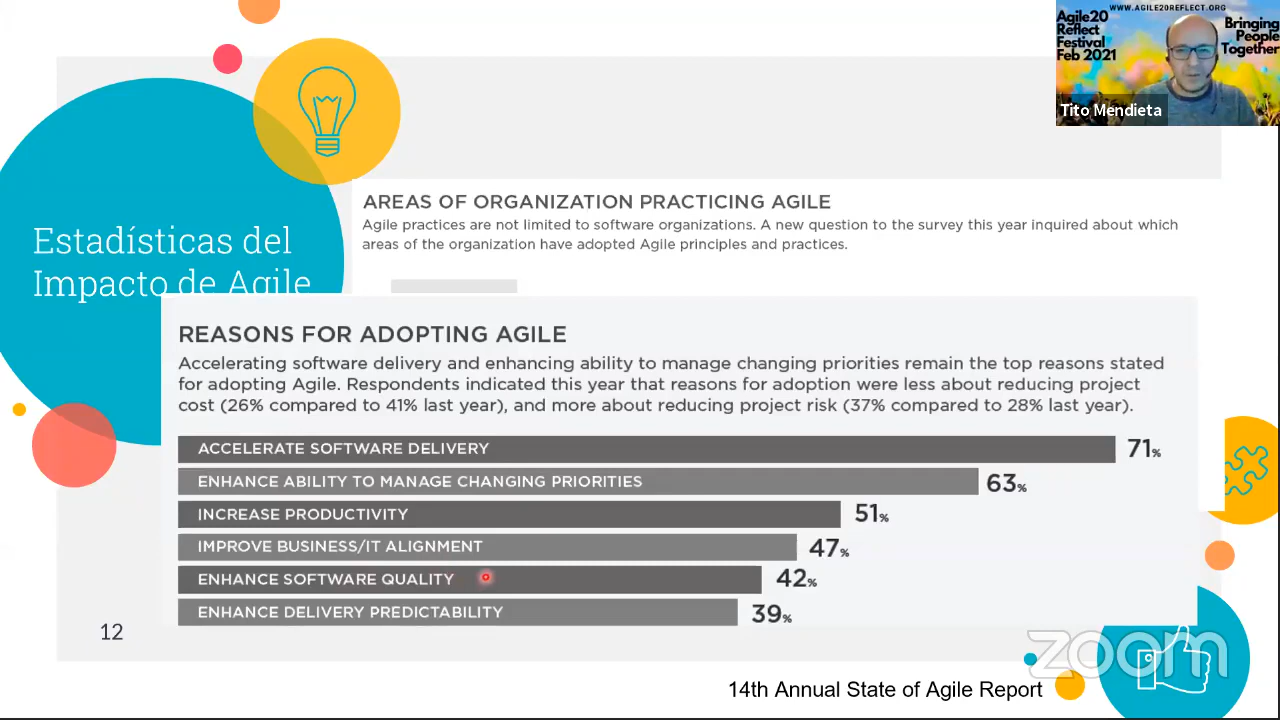 WWW.AGILE20REFLECT.ORG
Agile20
Reflect
Festival
Feb 2021
Bringing
People
Together
Tito Mendieta
Estadísticas del
Impacto de Agile
AREAS OF ORGANIZATION PRACTICING AGILE
Agile practices are not limited to software organizations. A new question to the survey this year inquired about which
areas of the organization have adopted Agile principles and practices.
REASONS FOR ADOPTING AGILE
Accelerating software delivery and enhancing ability to manage changing priorities remain the top reasons stated
for adopting Agile. Respondents indicated this year that reasons for adoption were less about reducing project
cost (26% compared to 41% last year), and more about reducing project risk (37% compared to 28% last year).
ACCELERATE SOFTWARE DELIVERY 71%
ENHANCE ABILITY TO MANAGE CHANGING PRIORITIES 63%
INCREASE PRODUCTIVITY 51%
IMPROVE BUSINESS/IT ALIGNMENT 47%
ENHANCE SOFTWARE QUALITY 42%
ENHANCE DELIVERY PREDICTABILITY 39%
12
zoom
14th Annual State of Agile Report